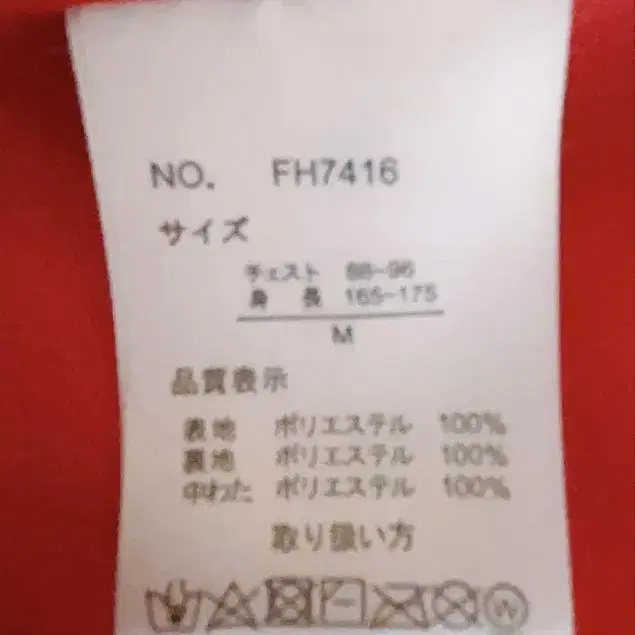 NO. FH7416
サイズ
チェスト 88-96
身長 165-175
M
品質表示
表地 ポリエステル 100%
裏地 ポリエステル 100%
中わた ポリエステル 100%
取り扱い方
W